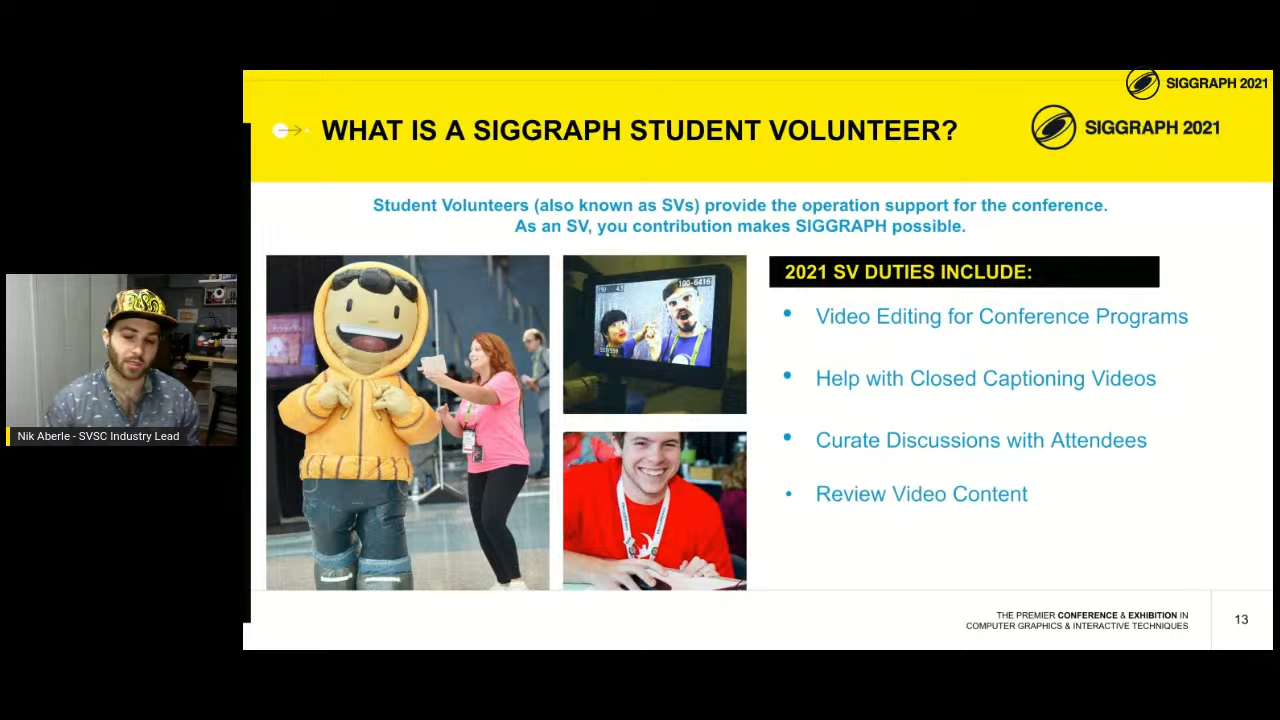 SIGGRAPH 2021
WHAT IS A SIGGRAPH STUDENT VOLUNTEER?
SIGGRAPH 2021
Student Volunteers (also known as SVs) provide the operation support for the conference.
As an SV, you contribution makes SIGGRAPH possible.
100-6416
2021 SV DUTIES INCLUDE:
• Video Editing for Conference Programs
• Help with Closed Captioning Videos
• Curate Discussions with Attendees
• Review Video Content
Nik Aberle - SVSC Industry Lead
THE PREMIER CONFERENCE & EXHIBITION IN
COMPUTER GRAPHICS & INTERACTIVE TECHNIQUES
13